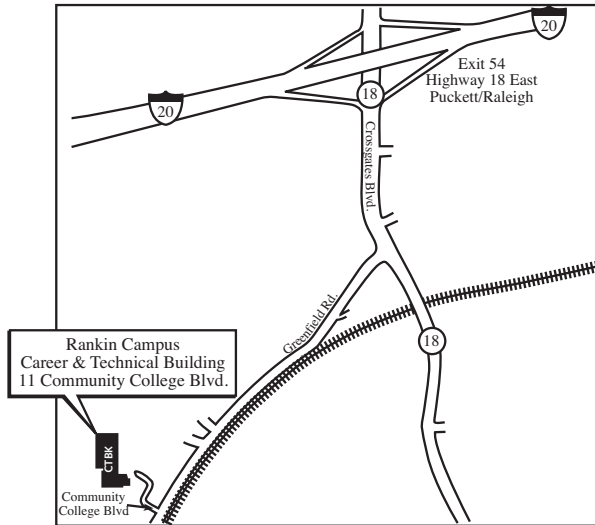 20
Exit 54
Highway 18 East
Puckett/Raleigh
18
20
Crossgates Blvd.
Greenfield Rd.
18
Rankin Campus
Career & Technical Building
11 Community College Blvd.
CTBK
Community
College Blvd